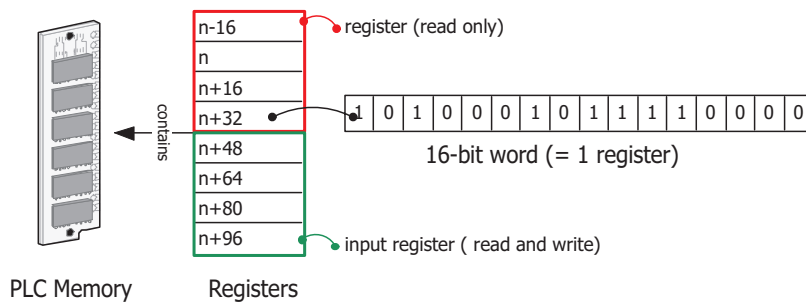 n-16
register (read only)
n
n+16
n+32
1 0 1 0 0 0 1 0 1 1 1 1 0 0 0 0
contains
n+48
16-bit word (= 1 register)
n+64
n+80
n+96
input register ( read and write)
PLC Memory
Registers